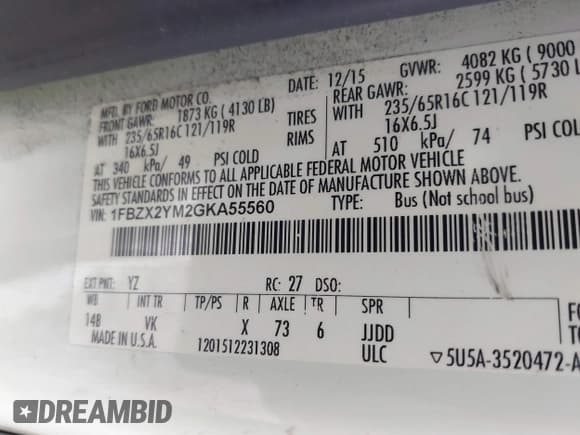 MFD. BY FORD MOTOR CO.
DATE: 12/15
GVWR: 4082 KG ( 9000
FRONT GAWR: 1873 KG ( 4130 LB)
REAR GAWR: 2599 KG ( 5730 L
WITH 235/65R16C 121/119R TIRES WITH 235/65R16C 121/119R
16X6.5J RIMS 16X6.5J
AT 340 kPa/ 49 PSI COLD AT 510 kPa/ 74 PSI COL
THIS VEHICLE CONFORMS TO ALL APPLICABLE FEDERAL MOTOR VEHICLE
SAFETY STANDARDS IN EFFECT ON THE DATE OF MANUFACTURE SHOWN ABOVE.
VIN: 1FBZX2YM2GKA55560
TYPE: Bus (Not school bus)
EXT PNT: YZ RC: 27 DSO:
WB INT TR TP/PS R AXLE TR SPR
14B VK X 73 6 JJDD
MADE IN U.S.A. 1201512231308 ULC
▽5U5A-3520472-A
DREAMBID